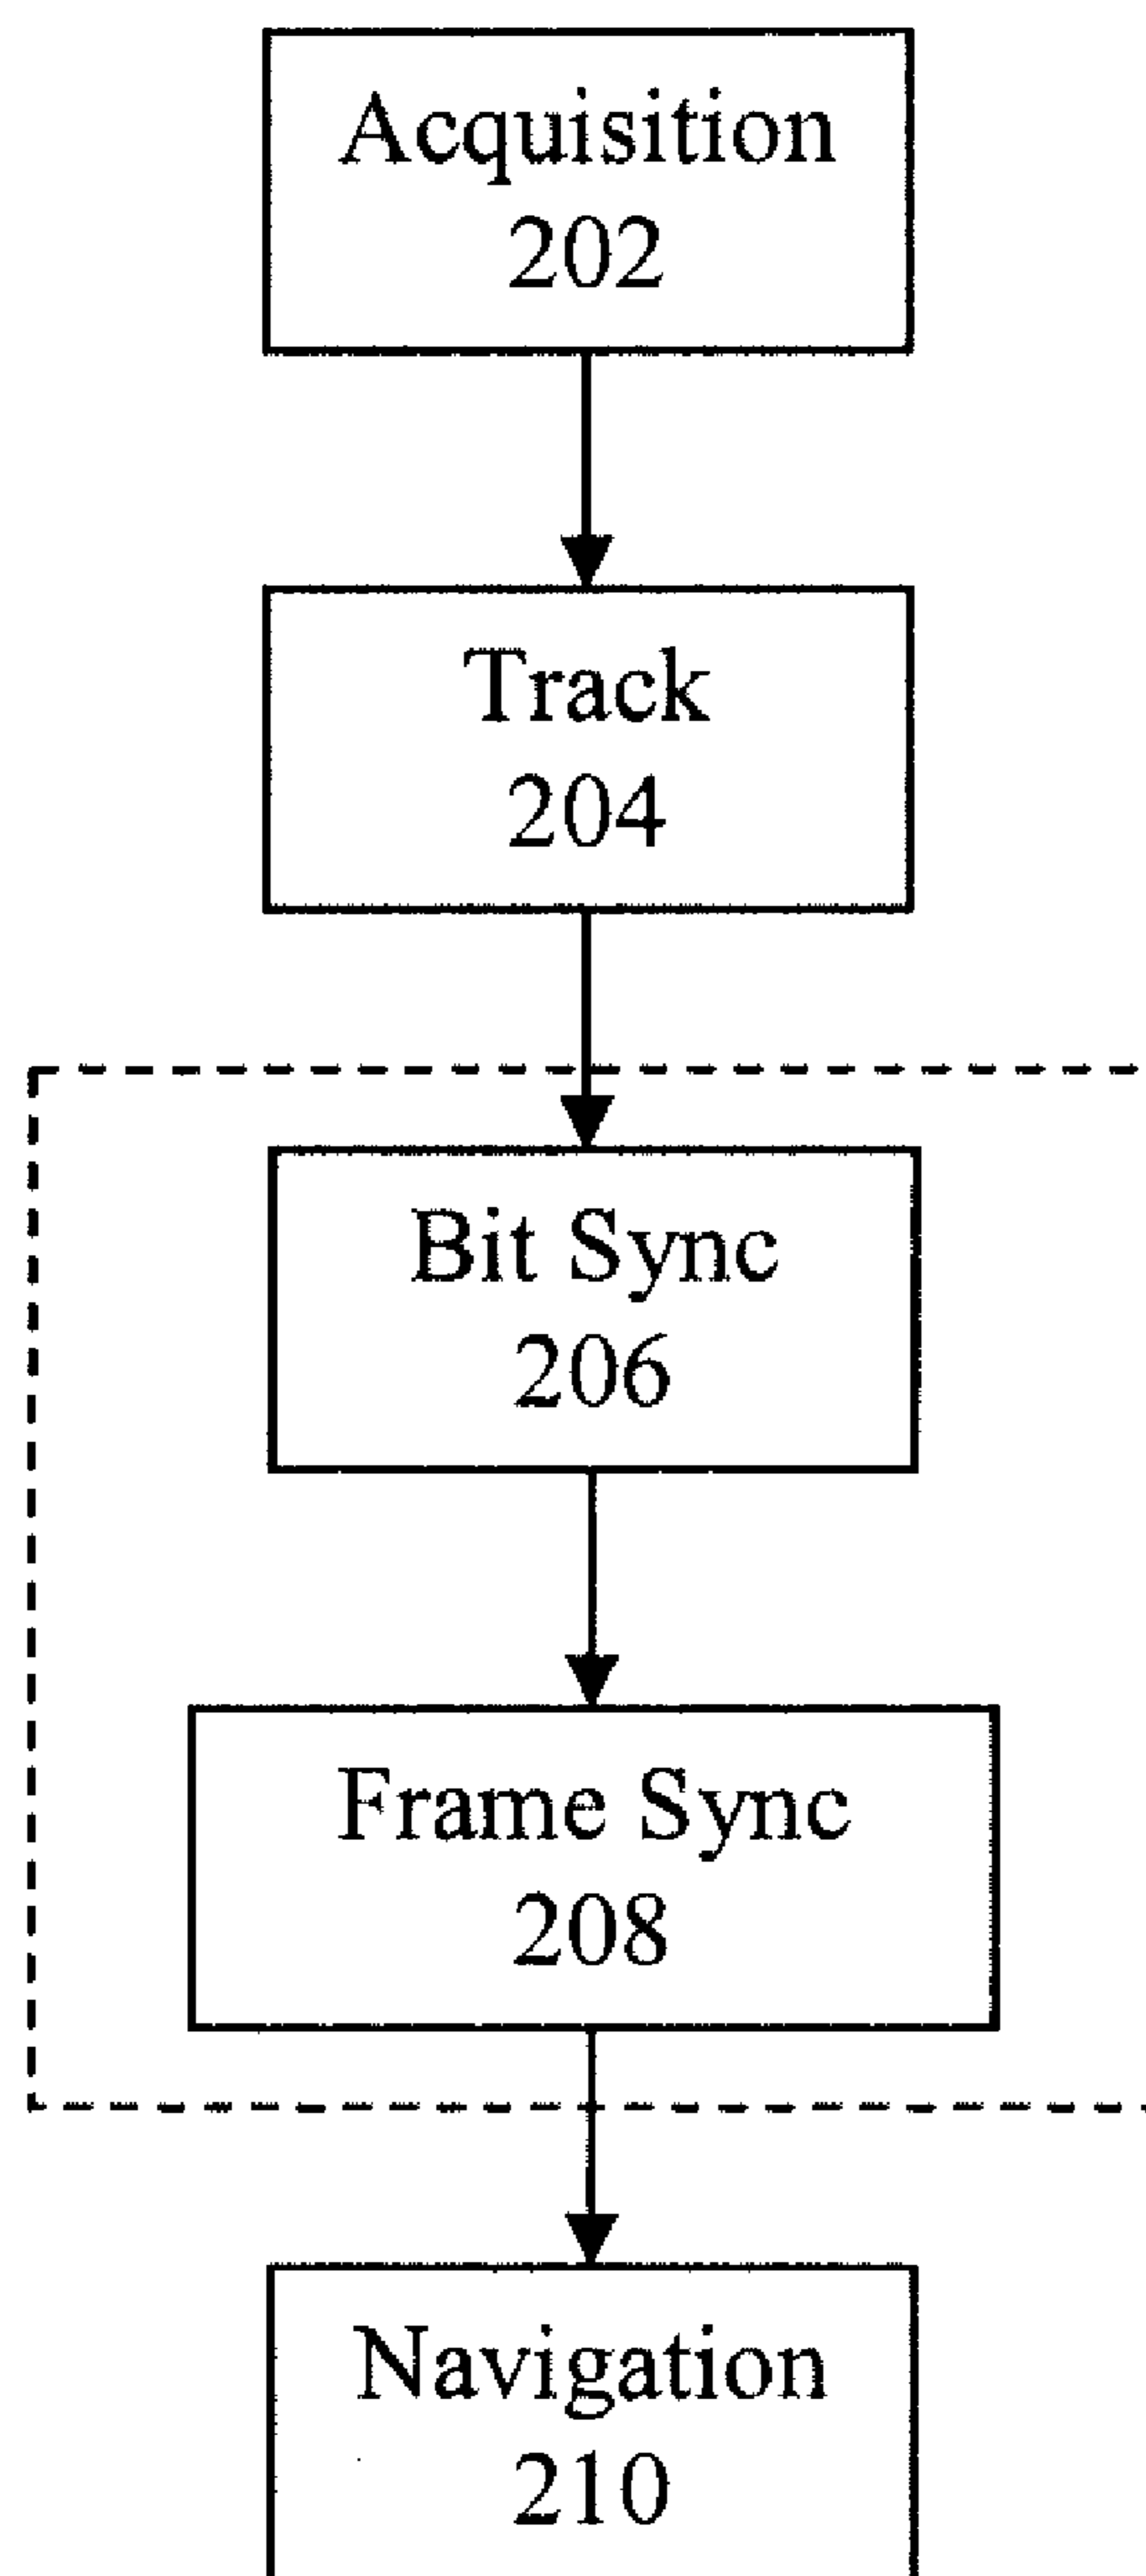 Acquisition
202
Track
204
Bit Sync
206
Frame Sync
208
Navigation
210